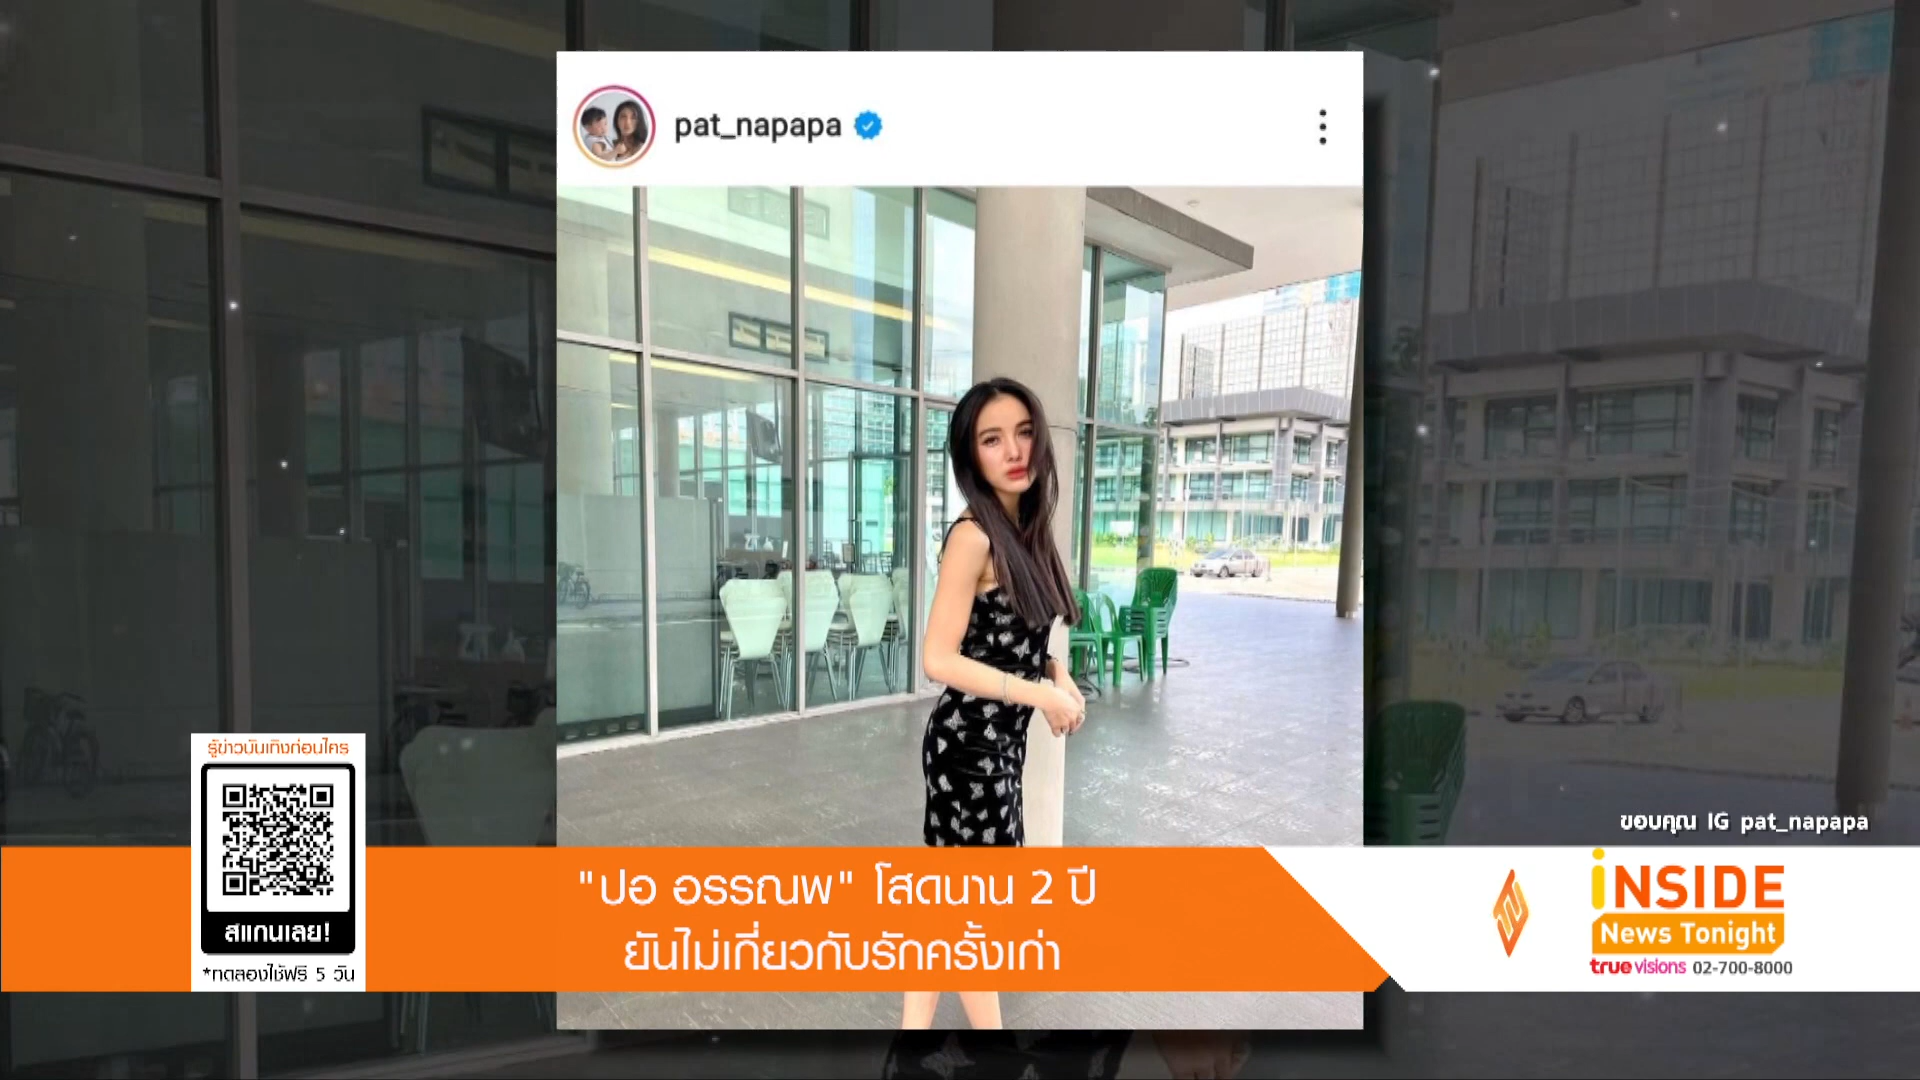 pat_napapa
รู้ข่าวบันเทิงก่อนใคร
สแกนเลย!
*ทดลองใช้ฟรี 5 วัน
ขอบคุณ IG pat_napapa
"ปอ อรรณพ" โสดนาน 2 ปี
ยันไม่เกี่ยวกับรักครั้งเก่า
iNSIDE
News Tonight
truevisions 02-700-8000